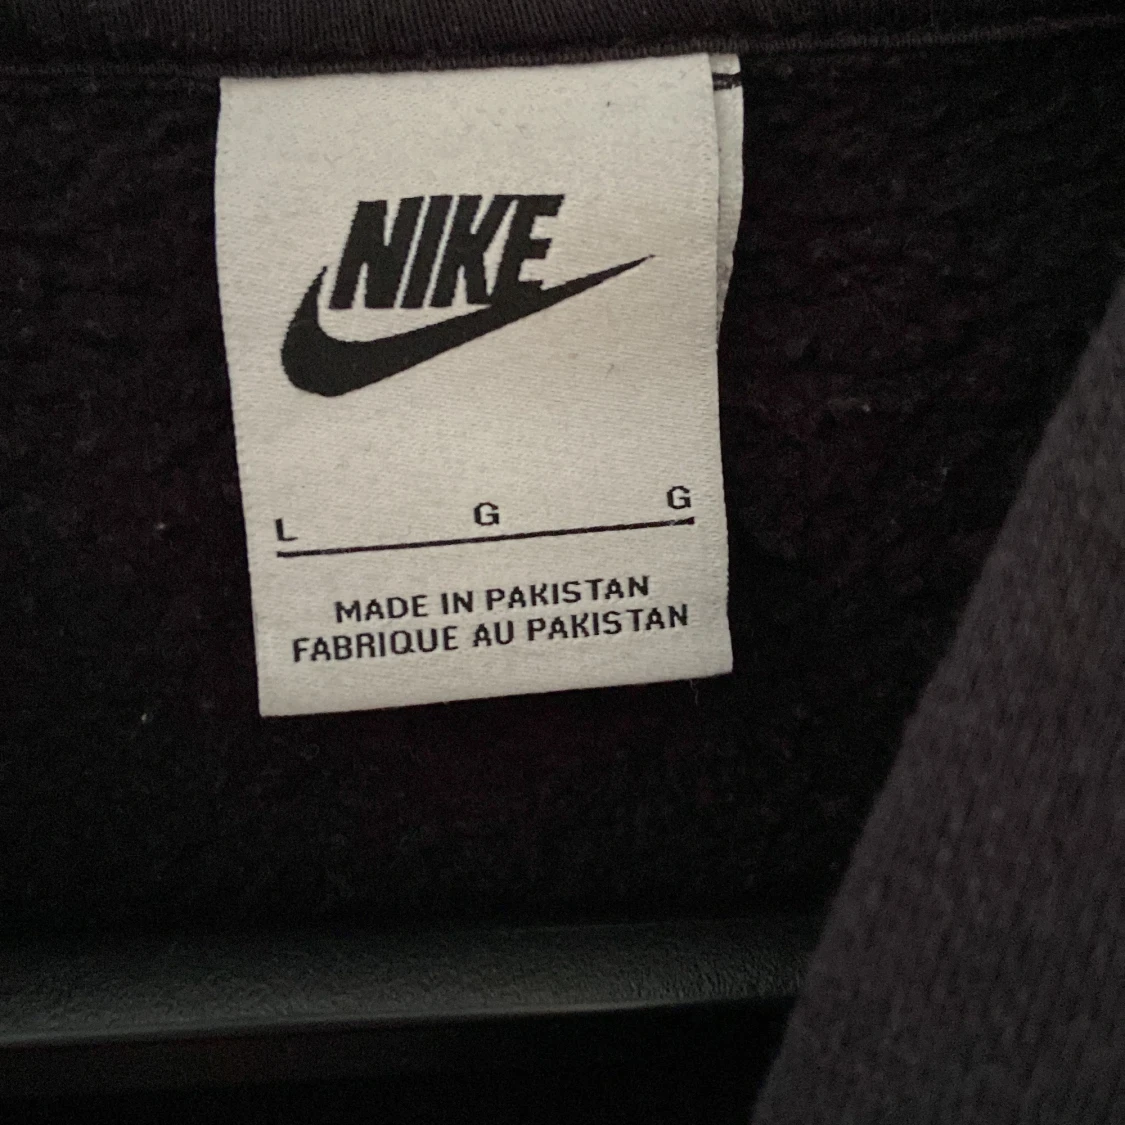 NIKE
L G G
MADE IN PAKISTAN
FABRIQUE AU PAKISTAN